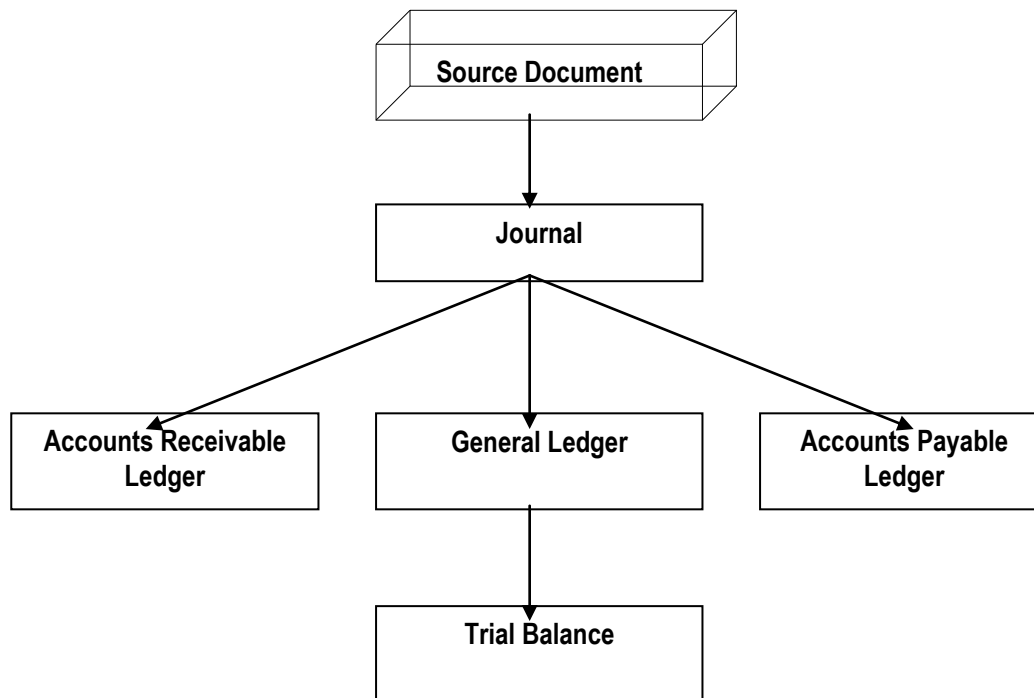 Source Document
Journal
Accounts Receivable
Ledger
General Ledger
Accounts Payable
Ledger
Trial Balance